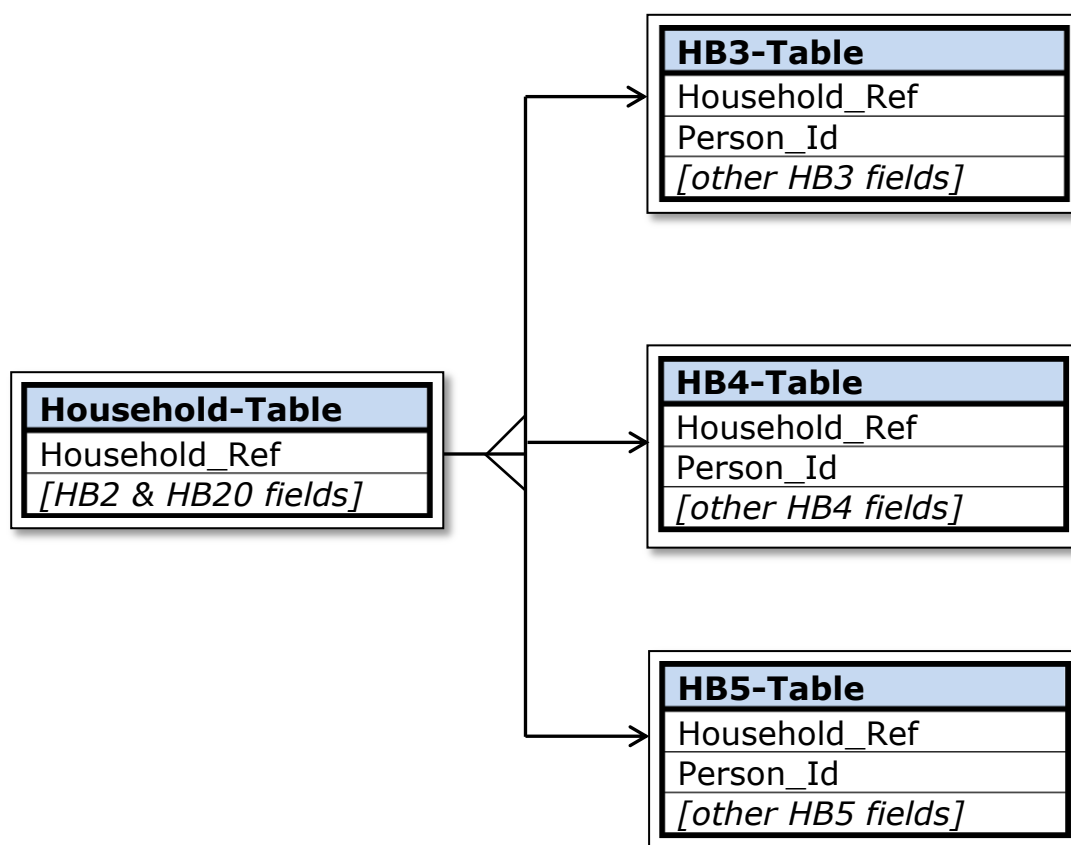 HB3-Table
Household_Ref
Person_Id
[other HB3 fields]
Household-Table
Household_Ref
[HB2 & HB20 fields]
HB4-Table
Household_Ref
Person_Id
[other HB4 fields]
HB5-Table
Household_Ref
Person_Id
[other HB5 fields]